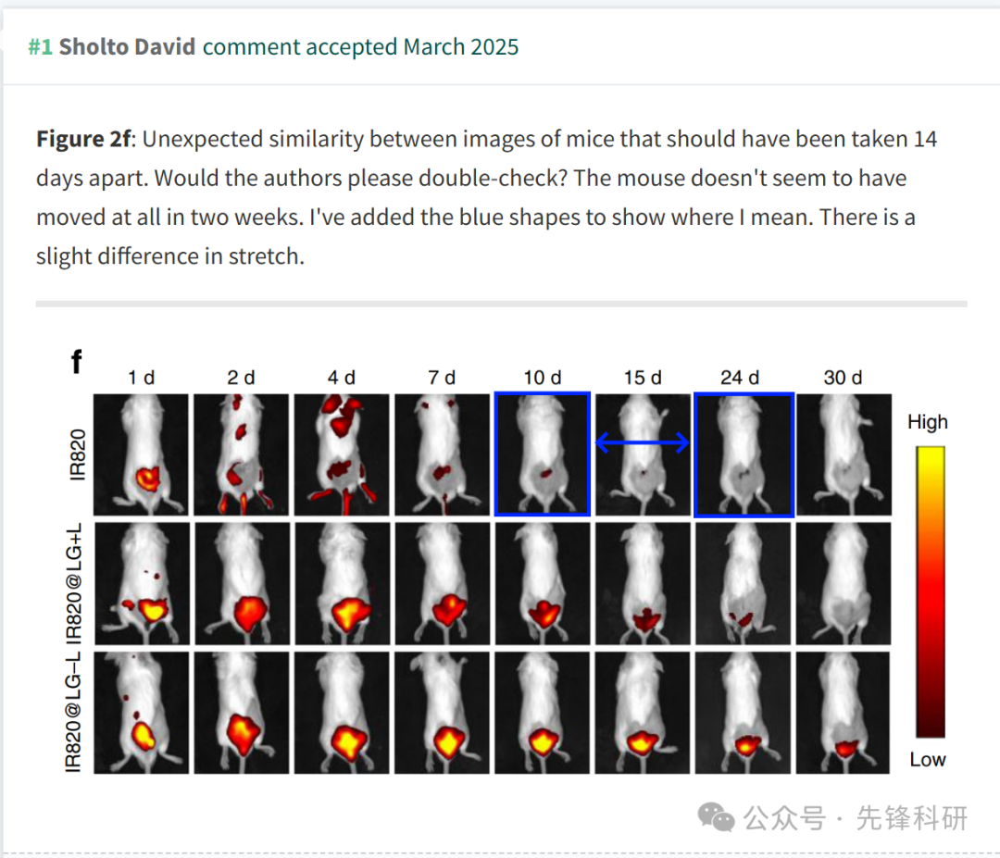 #1 Sholto David comment accepted March 2025
Figure 2f: Unexpected similarity between images of mice that should have been taken 14
days apart. Would the authors please double-check? The mouse doesn't seem to have
moved at all in two weeks. I've added the blue shapes to show where I mean. There is a
slight difference in stretch.
f
1 d 2 d 4 d 7 d 10 d 15 d 24 d 30 d
IR820
IR820@LG+L
IR820@LG–L
High
Low
公众号 · 先锋科研